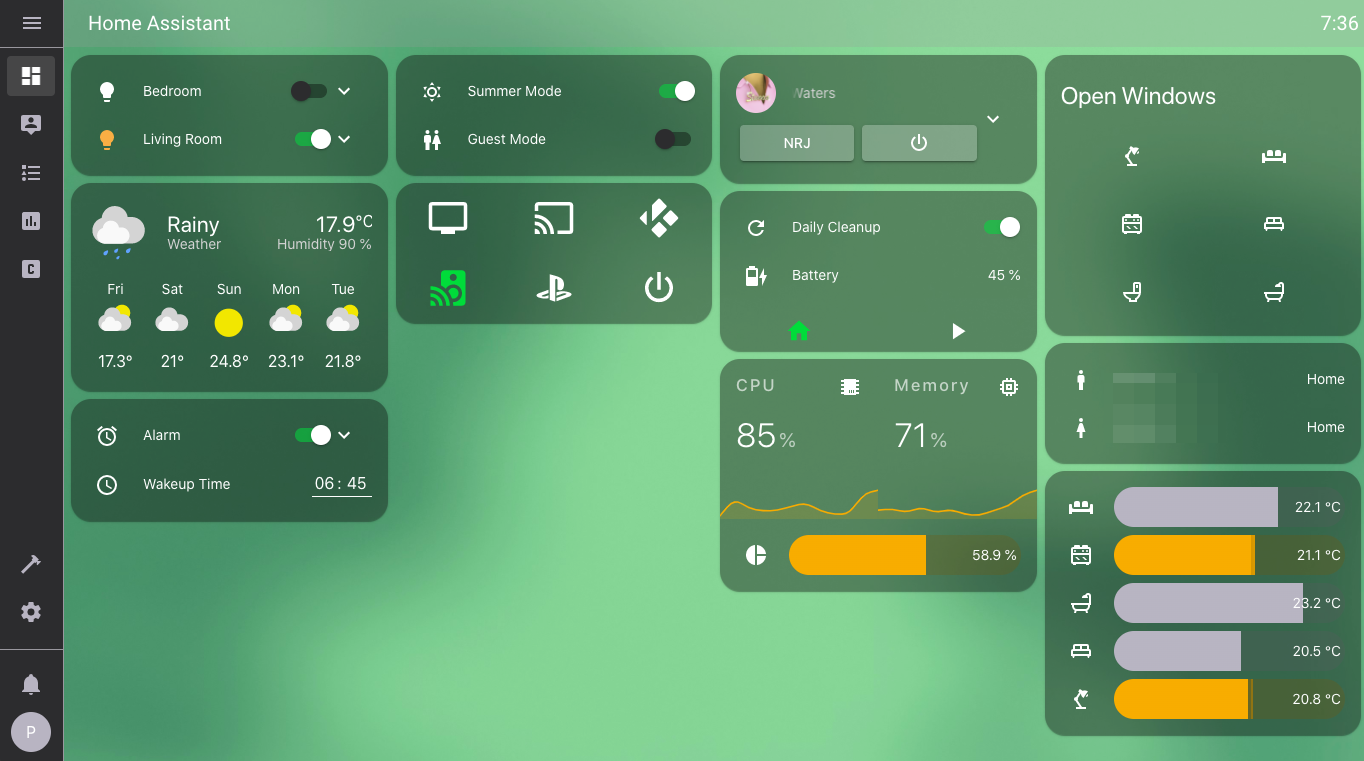 Home Assistant
7:36
Bedroom
Living Room
Rainy
17.9°C
Weather
Humidity 90 %
Fri Sat Sun Mon Tue
17.3° 21° 24.8° 23.1° 21.8°
Alarm
Wakeup Time
06 : 45
Summer Mode
Guest Mode
Waters
NRJ
Daily Cleanup
Battery
45 %
CPU
Memory
85 %
71 %
58.9 %
Open Windows
Home
Home
22.1 °C
21.1 °C
23.2 °C
20.5 °C
20.8 °C
C
P